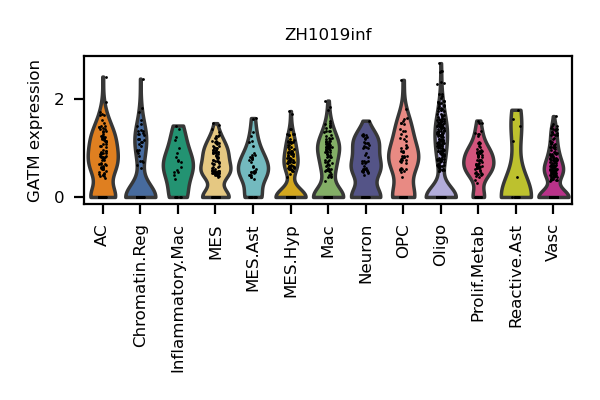 ZH1019inf
GATM expression
2
0
AC
Chromatin.Reg
Inflammatory.Mac
MES
MES.Ast
MES.Hyp
Mac
Neuron
OPC
Oligo
Prolif.Metab
Reactive.Ast
Vasc